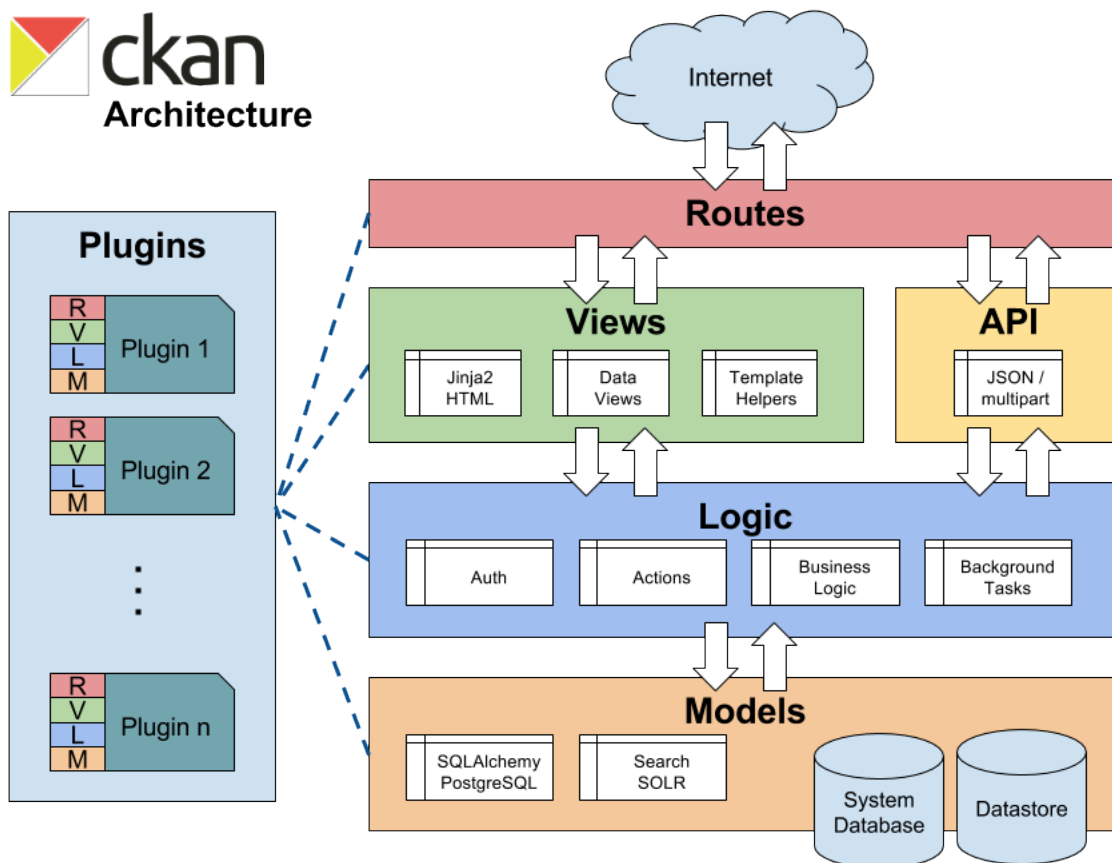 ckan
Architecture
Internet
Routes
Plugins
R
V
L
M
Plugin 1
R
V
L
M
Plugin 2
R
V
L
M
Plugin n
Views
Jinja2
HTML
Data
Views
Template
Helpers
API
JSON /
multipart
Logic
Auth
Actions
Business
Logic
Background
Tasks
Models
SQLAlchemy
PostgreSQL
Search
SOLR
System
Database
Datastore